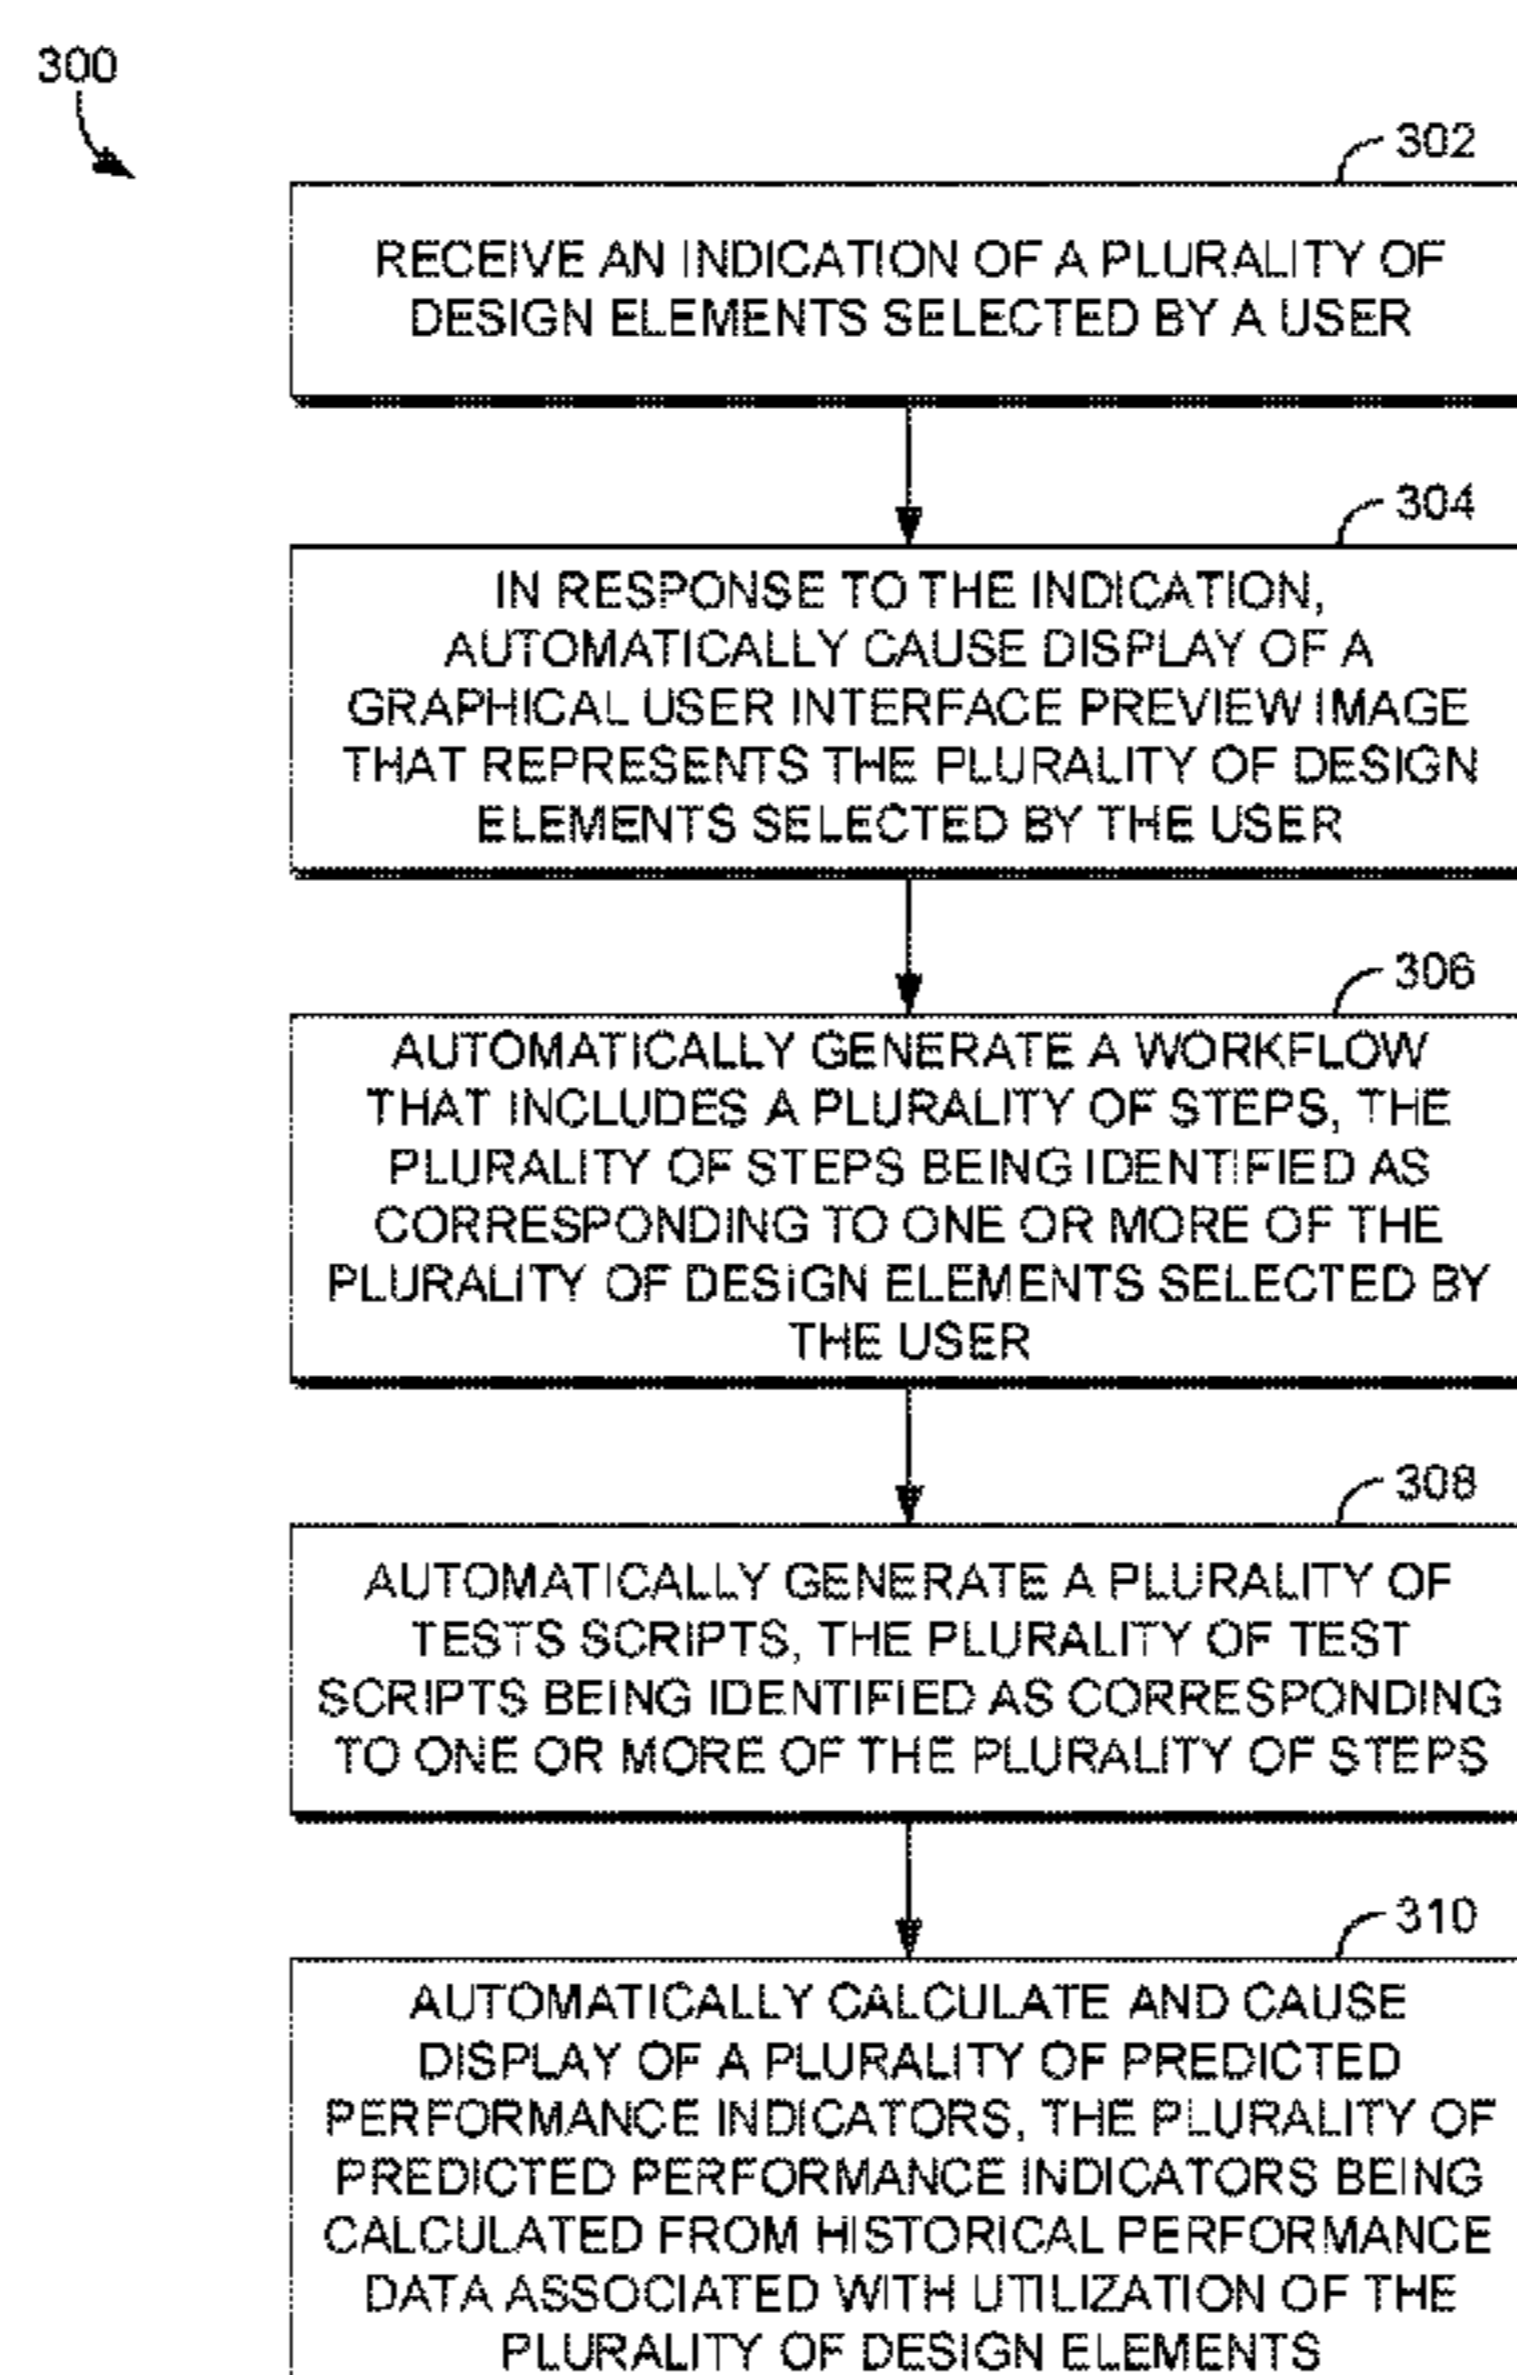 300
302
RECEIVE AN INDICATION OF A PLURALITY OF
DESIGN ELEMENTS SELECTED BY A USER
304
IN RESPONSE TO THE INDICATION,
AUTOMATICALLY CAUSE DISPLAY OF A
GRAPHICAL USER INTERFACE PREVIEW IMAGE
THAT REPRESENTS THE PLURALITY OF DESIGN
ELEMENTS SELECTED BY THE USER
306
AUTOMATICALLY GENERATE A WORKFLOW
THAT INCLUDES A PLURALITY OF STEPS, THE
PLURALITY OF STEPS BEING IDENTIFIED AS
CORRESPONDING TO ONE OR MORE OF THE
PLURALITY OF DESIGN ELEMENTS SELECTED BY
THE USER
308
AUTOMATICALLY GENERATE A PLURALITY OF
TESTS SCRIPTS, THE PLURALITY OF TEST
SCRIPTS BEING IDENTIFIED AS CORRESPONDING
TO ONE OR MORE OF THE PLURALITY OF STEPS
310
AUTOMATICALLY CALCULATE AND CAUSE
DISPLAY OF A PLURALITY OF PREDICTED
PERFORMANCE INDICATORS, THE PLURALITY OF
PREDICTED PERFORMANCE INDICATORS BEING
CALCULATED FROM HISTORICAL PERFORMANCE
DATA ASSOCIATED WITH UTILIZATION OF THE
PLURALITY OF DESIGN ELEMENTS